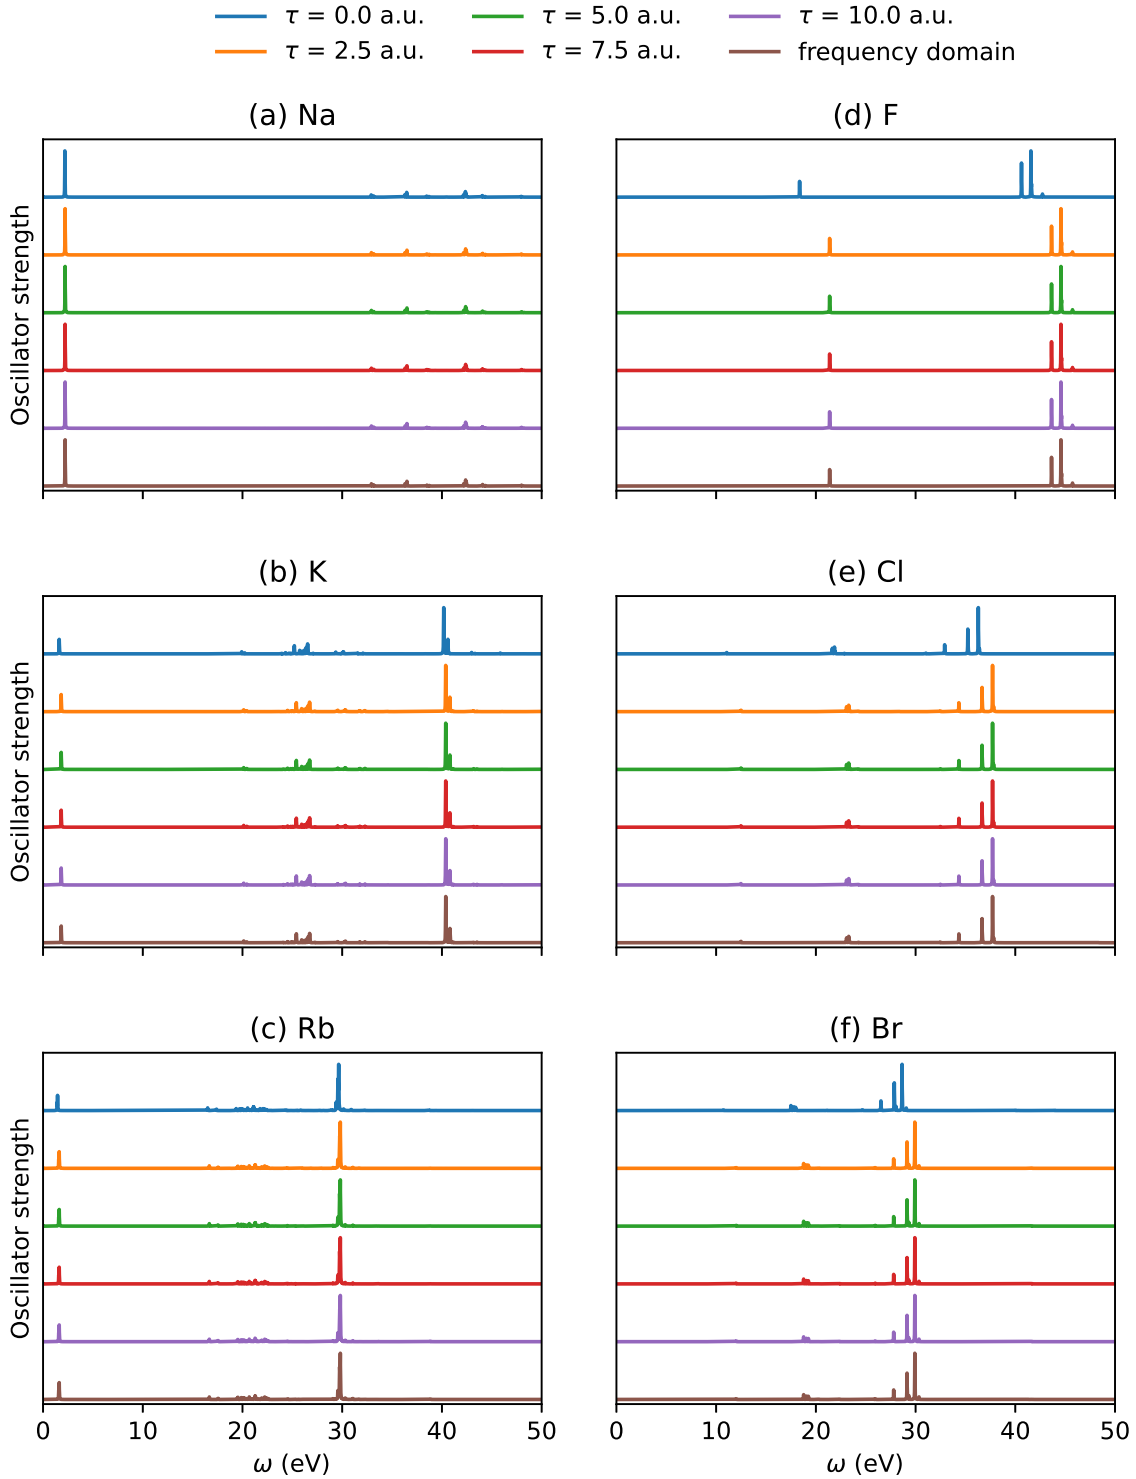 τ = 0.0 a.u. τ = 5.0 a.u. τ = 10.0 a.u.
τ = 2.5 a.u. τ = 7.5 a.u. frequency domain
(a) Na
Oscillator strength
(d) F
(b) K
Oscillator strength
(e) Cl
(c) Rb
Oscillator strength
0 10 20 30 40 50
ω (eV)
(f) Br
0 10 20 30 40 50
ω (eV)